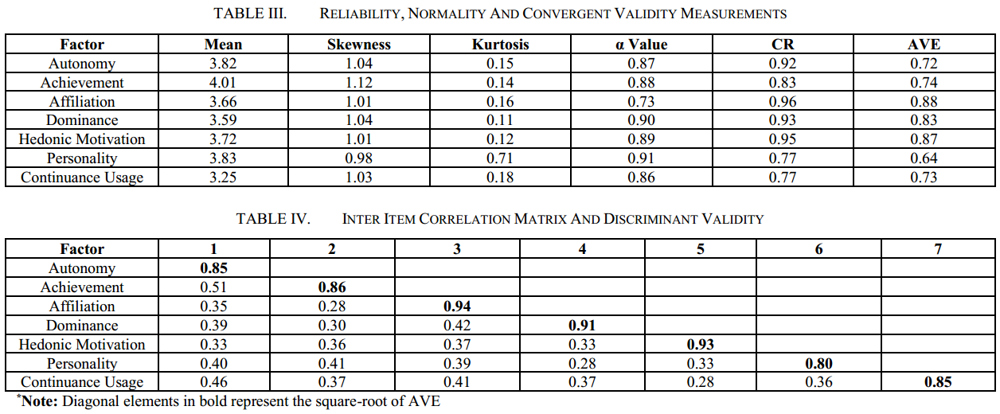 TABLE III. RELIABILITY, NORMALITY AND CONVERGENT VALIDITY MEASUREMENTS
Factor Mean Skewness Kurtosis α Value CR AVE
Autonomy 3.82 1.04 0.15 0.87 0.92 0.72
Achievement 4.01 1.12 0.14 0.88 0.83 0.74
Affiliation 3.66 1.01 0.16 0.73 0.96 0.88
Dominance 3.59 1.04 0.11 0.90 0.93 0.83
Hedonic Motivation 3.72 1.01 0.12 0.89 0.95 0.87
Personality 3.83 0.98 0.71 0.91 0.77 0.64
Continuance Usage 3.25 1.03 0.18 0.86 0.77 0.73
TABLE IV. INTER ITEM CORRELATION MATRIX AND DISCRIMINANT VALIDITY
Factor 1 2 3 4 5 6 7
Autonomy 0.85
Achievement 0.51 0.86
Affiliation 0.35 0.28 0.94
Dominance 0.39 0.30 0.42 0.91
Hedonic Motivation 0.33 0.36 0.37 0.33 0.93
Personality 0.40 0.41 0.39 0.28 0.33 0.80
Continuance Usage 0.46 0.37 0.41 0.37 0.28 0.36 0.85
*Note: Diagonal elements in bold represent the square-root of AVE